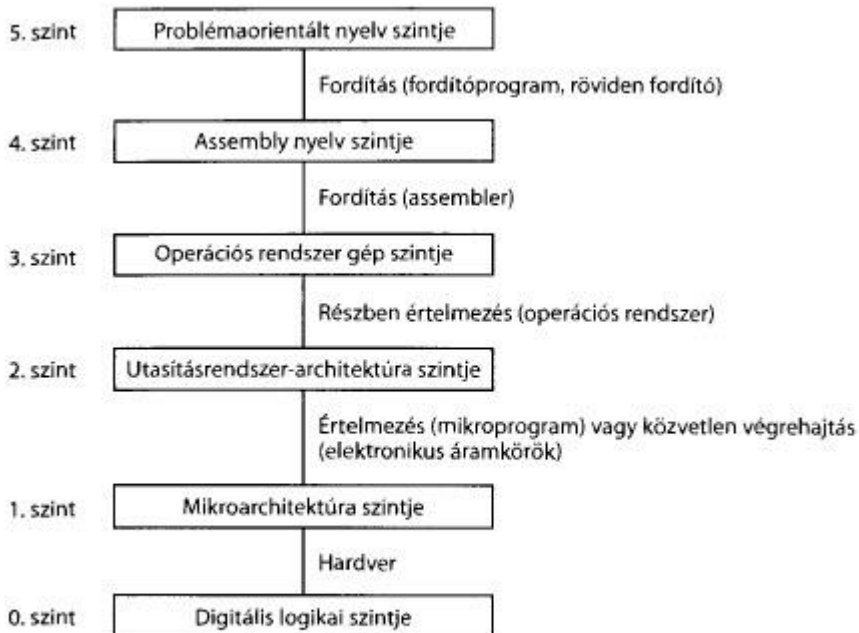 5. szint Problémaorientált nyelv szintje
Fordítás (fordítóprogram, röviden fordító)
4. szint Assembly nyelv szintje
Fordítás (assembler)
3. szint Operációs rendszer gép szintje
Részben értelmezés (operációs rendszer)
2. szint Utasításrendszer-architektúra szintje
Értelmezés (mikroprogram) vagy közvetlen végrehajtás
(elektronikus áramkörök)
1. szint Mikroarchitektúra szintje
Hardver
0. szint Digitális logikai szintje